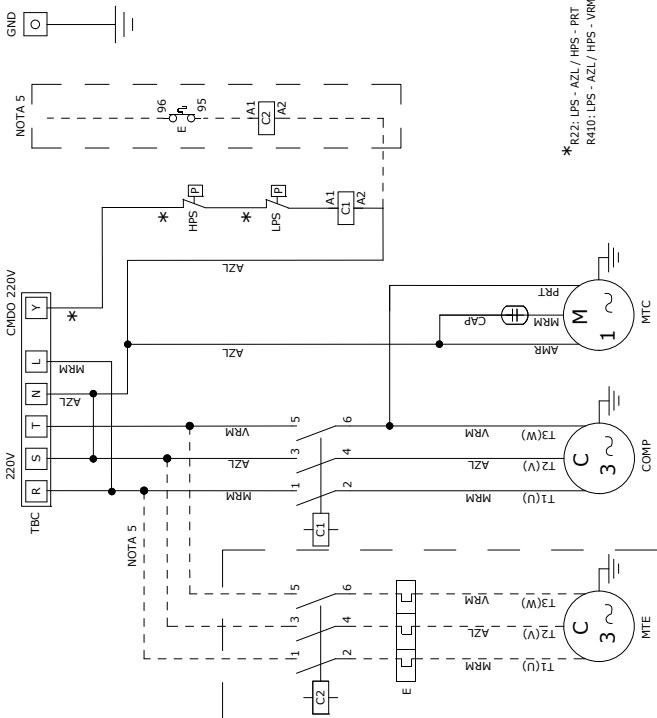 GND
NOTA 5
96
95
E
A1
C2
A2
*
HPS
P
*
LPS
P
A1
C1
A2
* R22: LPS - AZL / HPS - PRT
R410: LPS - AZL / HPS - VRM
CMDO 220V
220V
TBC
R
S
T
N
L
Y
*
MRM
AZL
AZL
AZL
NOTA 5
MRM
AZL
VRM
1
3
5
2
4
6
C1
MRM
AZL
VRM
T1(U)
T2(V)
T3(W)
C
3 ~
COMP
CAP
AMR
MRM
PRT
M
1 ~
MTC
1
3
5
2
4
6
C2
E
MRM
AZL
VRM
T1(U)
T2(V)
T3(W)
C
3 ~
MTE